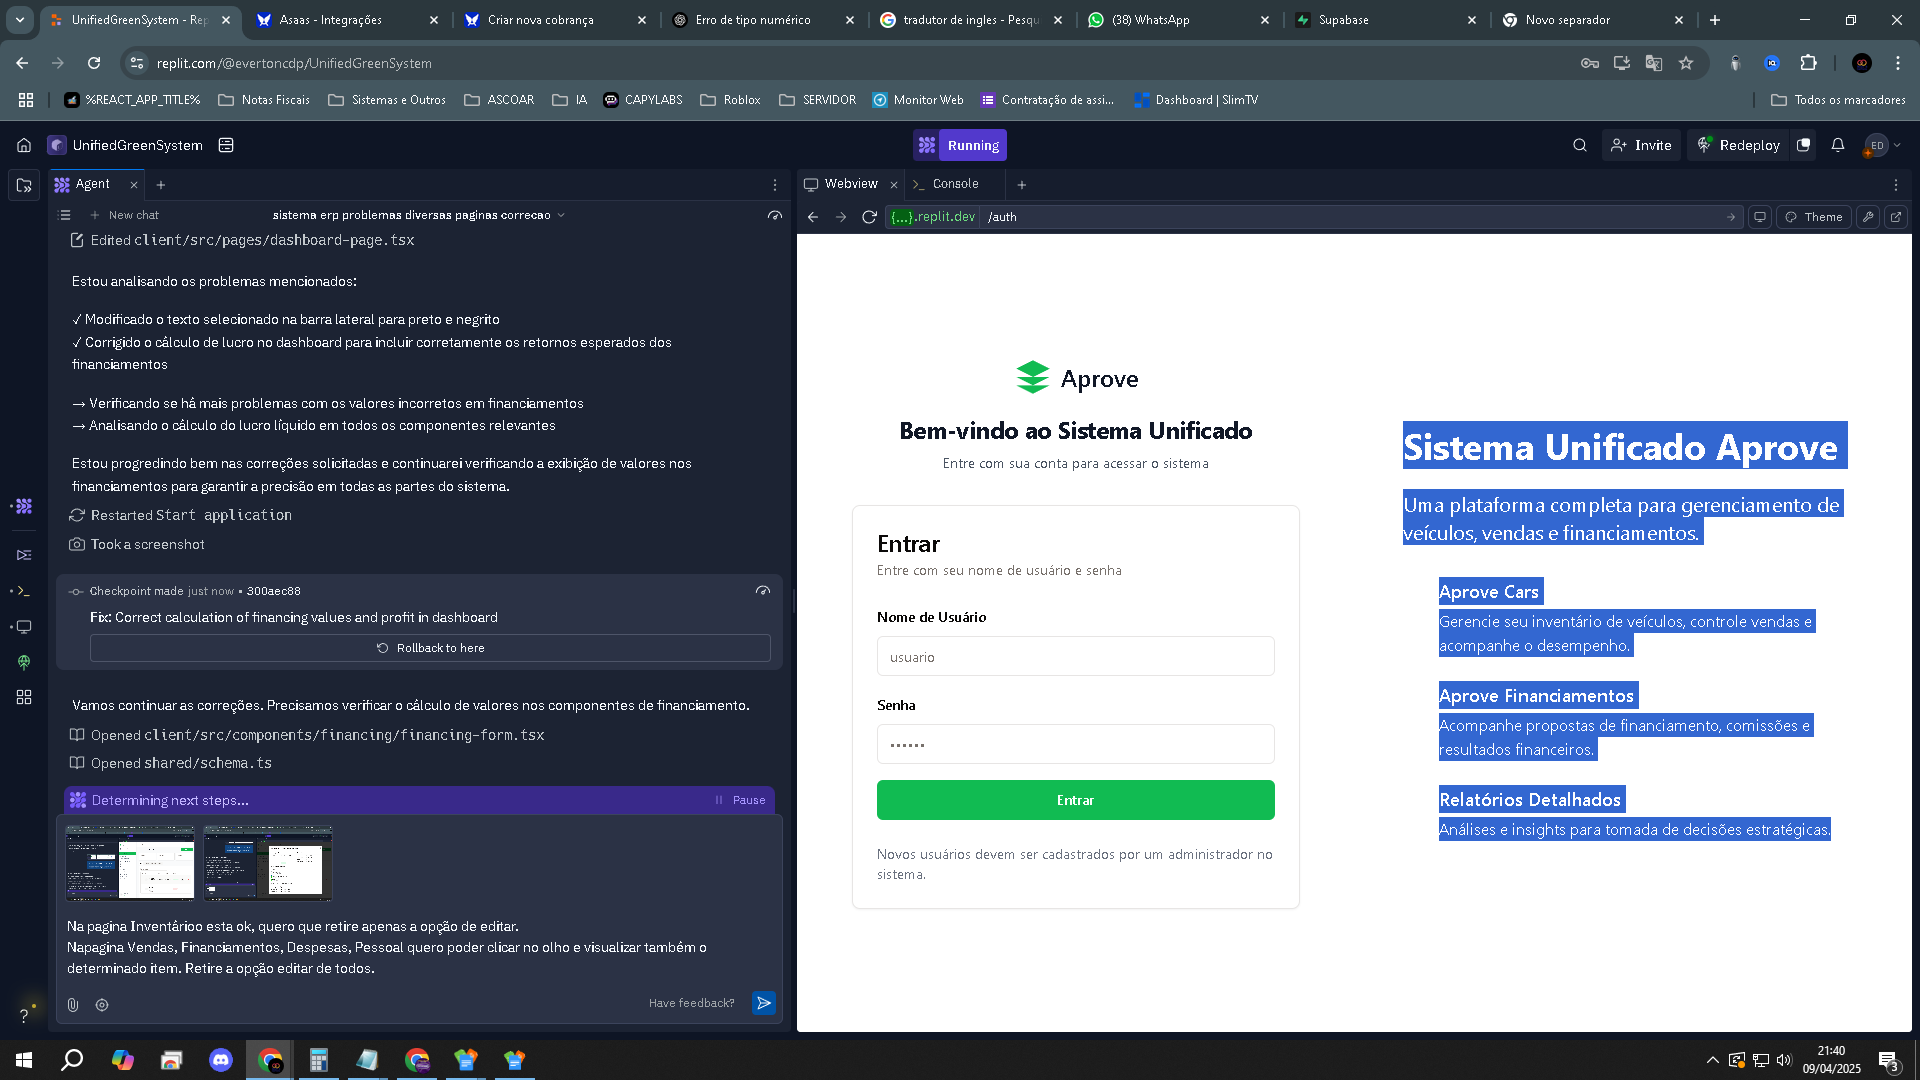 UnifiedGreenSystem - Rep
Asaas - Integrações
Criar nova cobrança
Erro de tipo numérico
tradutor de ingles - Pesqu
(38) WhatsApp
Supabase
Novo separador
replit.com/@evertoncdp/UnifiedGreenSystem
%REACT_APP_TITLE%
Notas Fiscais
Sistemas e Outros
ASCOAR
IA
CAPYLABS
Roblox
SERVIDOR
Monitor Web
Contratação de assi...
Dashboard | SlimTV
Todos os marcadores
UnifiedGreenSystem
Running
Invite
Redeploy
ED
Agent
New chat
sistema erp problemas diversas paginas correcao
Edited client/src/pages/dashboard-page.tsx
Estou analisando os problemas mencionados:
✓ Modificado o texto selecionado na barra lateral para preto e negrito
✓ Corrigido o cálculo de lucro no dashboard para incluir corretamente os retornos esperados dos
financiamentos
→ Verificando se há mais problemas com os valores incorretos em financiamentos
→ Analisando o cálculo do lucro líquido em todos os componentes relevantes
Estou progredindo bem nas correções solicitadas e continuarei verificando a exibição de valores nos
financiamentos para garantir a precisão em todas as partes do sistema.
Restarted Start application
Took a screenshot
Checkpoint made just now • 300aec88
Fix: Correct calculation of financing values and profit in dashboard
Rollback to here
Vamos continuar as correções. Precisamos verificar o cálculo de valores nos componentes de financiamento.
Opened client/src/components/financing/financing-form.tsx
Opened shared/schema.ts
Determining next steps...
Pause
Na pagina Inventárioo esta ok, quero que retire apenas a opção de editar.
Napagina Vendas, Financiamentos, Despesas, Pessoal quero poder clicar no olho e visualizar também o
determinado item. Retire a opção editar de todos.
Have feedback?
Webview
Console
{...}.replit.dev
/auth
Theme
Aprove
Bem-vindo ao Sistema Unificado
Entre com sua conta para acessar o sistema
Entrar
Entre com seu nome de usuário e senha
Nome de Usuário
usuario
Senha
••••••
Entrar
Novos usuários devem ser cadastrados por um administrador no
sistema.
Sistema Unificado Aprove
Uma plataforma completa para gerenciamento de
veículos, vendas e financiamentos.
Aprove Cars
Gerencie seu inventário de veículos, controle vendas e
acompanhe o desempenho.
Aprove Financiamentos
Acompanhe propostas de financiamento, comissões e
resultados financeiros.
Relatórios Detalhados
Análises e insights para tomada de decisões estratégicas.
?
21:40
09/04/2025
3